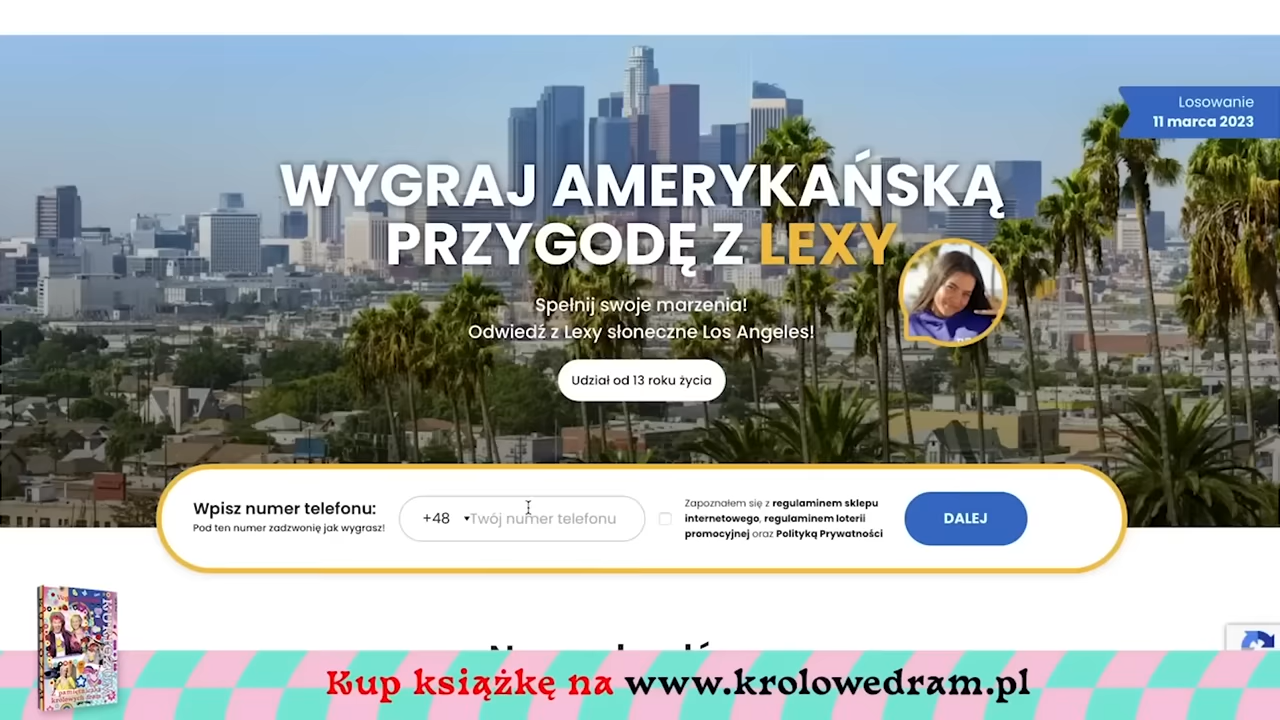 Losowanie
11 marca 2023
WYGRAJ AMERYKAŃSKĄ
PRZYGODĘ Z LEXY
Spełnij swoje marzenia!
Odwiedź z Lexy słoneczne Los Angeles!
Udział od 13 roku życia
Wpisz numer telefonu:
Pod ten numer zadzwonię jak wygrasz!
+48 Twój numer telefonu
Zapoznałem się z regulaminem sklepu
internetowego, regulaminem loterii
promocyjnej oraz Polityką Prywatności
DALEJ
Kup książkę na www.krolowedram.pl